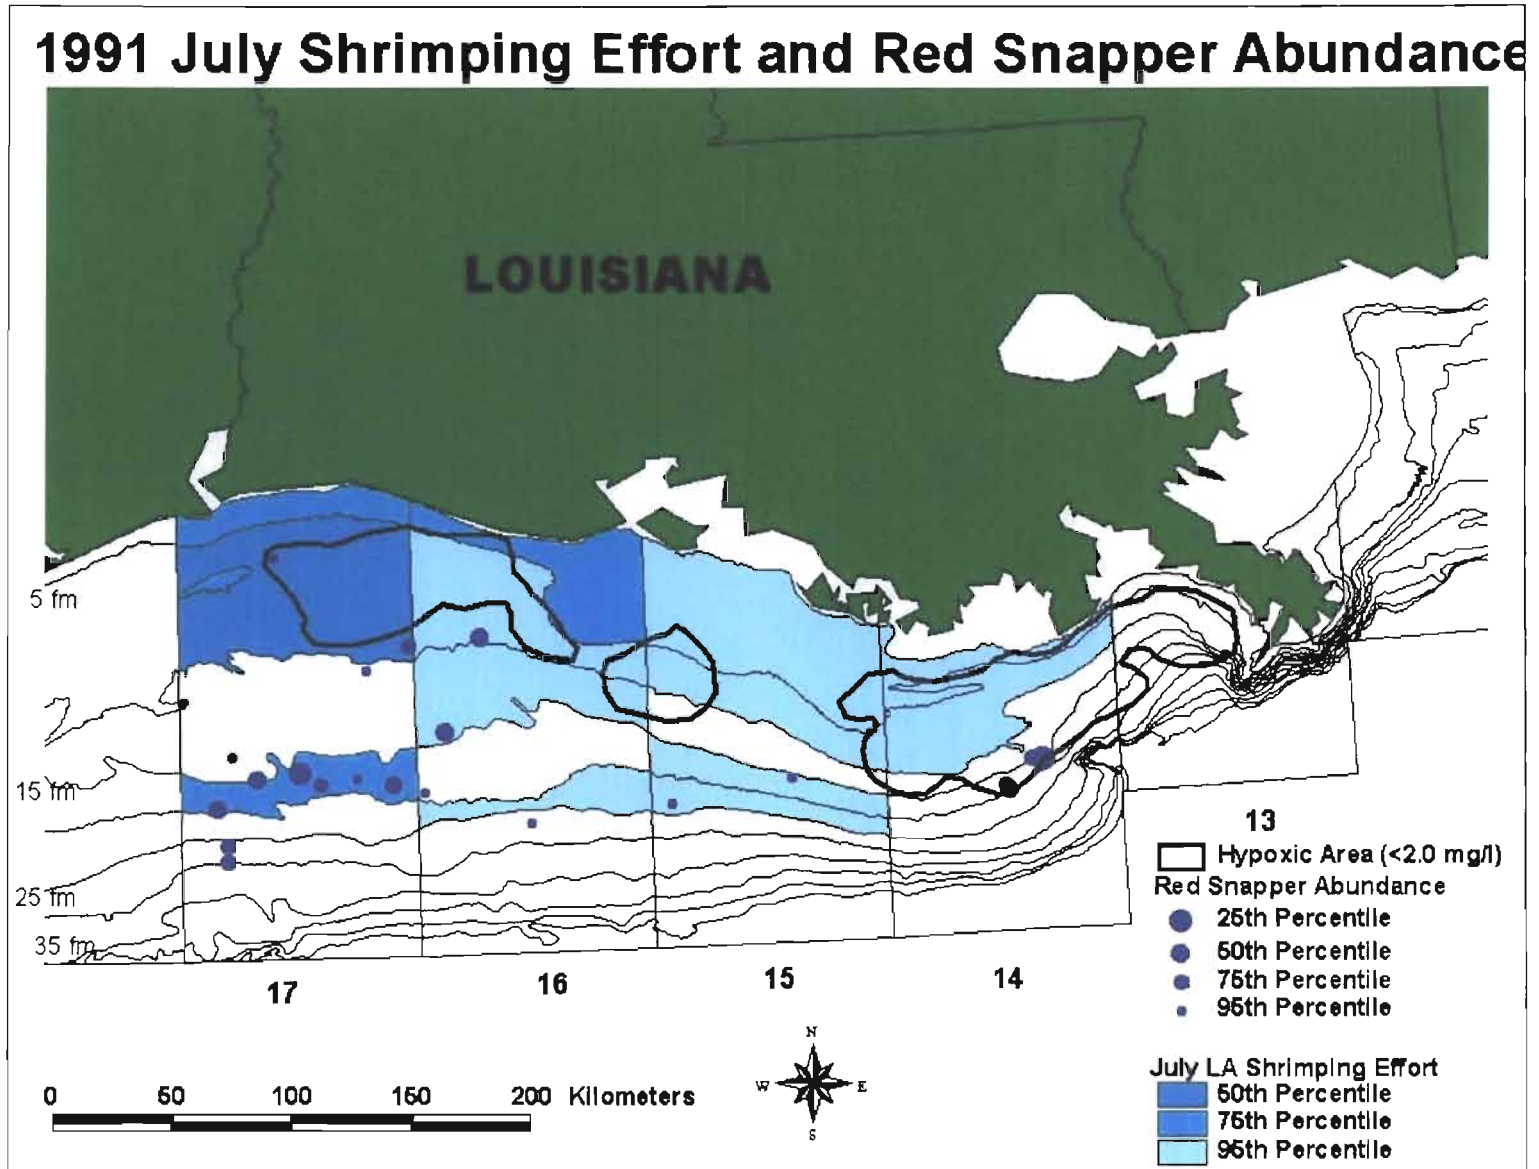 1991 July Shrimping Effort and Red Snapper Abundance
LOUISIANA
5 fm
15 fm
25 fm
35 fm
17
16
15
14
13
Hypoxic Area (<2.0 mg/l)
Red Snapper Abundance
25th Percentile
50th Percentile
75th Percentile
95th Percentile
July LA Shrimping Effort
50th Percentile
75th Percentile
95th Percentile
N
W E
S
0 50 100 150 200 Kilometers